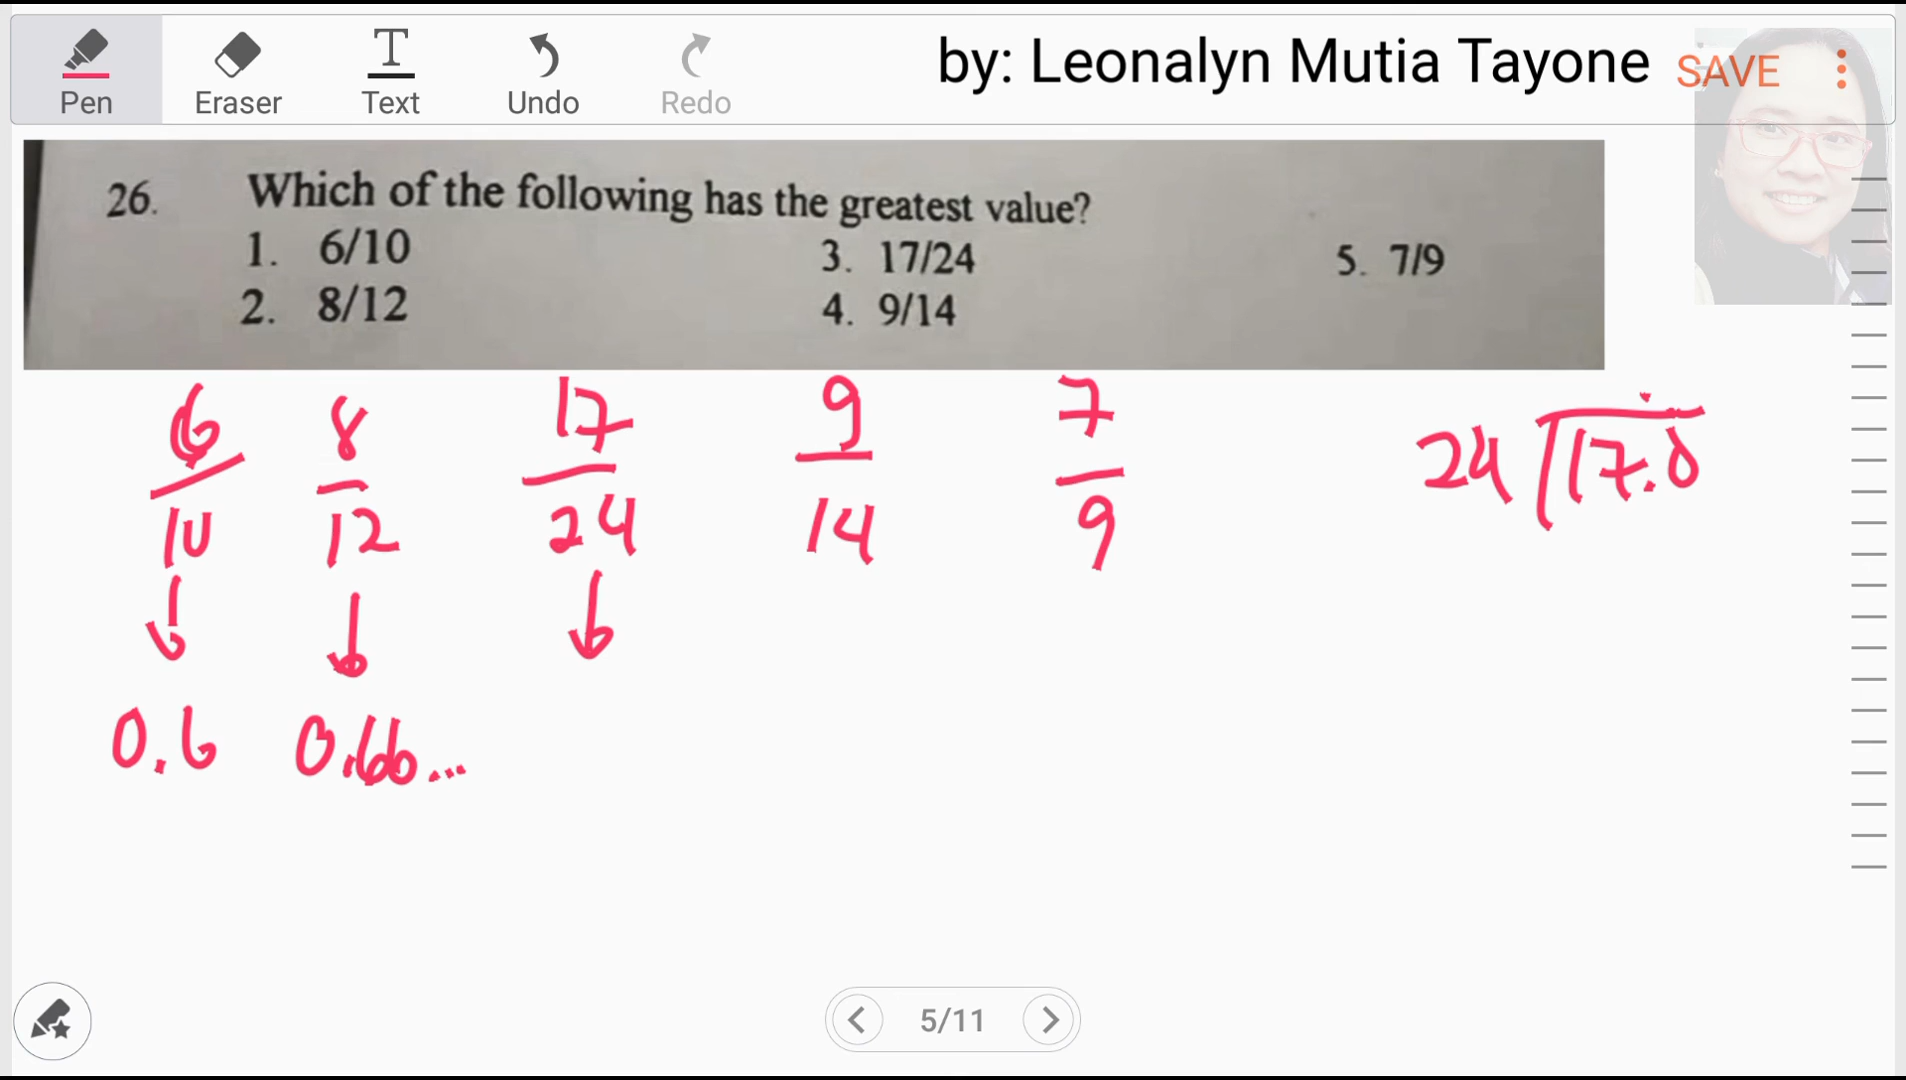 Pen Eraser Text Undo Redo by: Leonalyn Mutia Tayone SAVE
26. Which of the following has the greatest value?
1. 6/10 3. 17/24 5. 7/9
2. 8/12 4. 9/14
6 8 17 9 7
10 12 24 14 9
24 17.0
0.6 0.66...
5/11